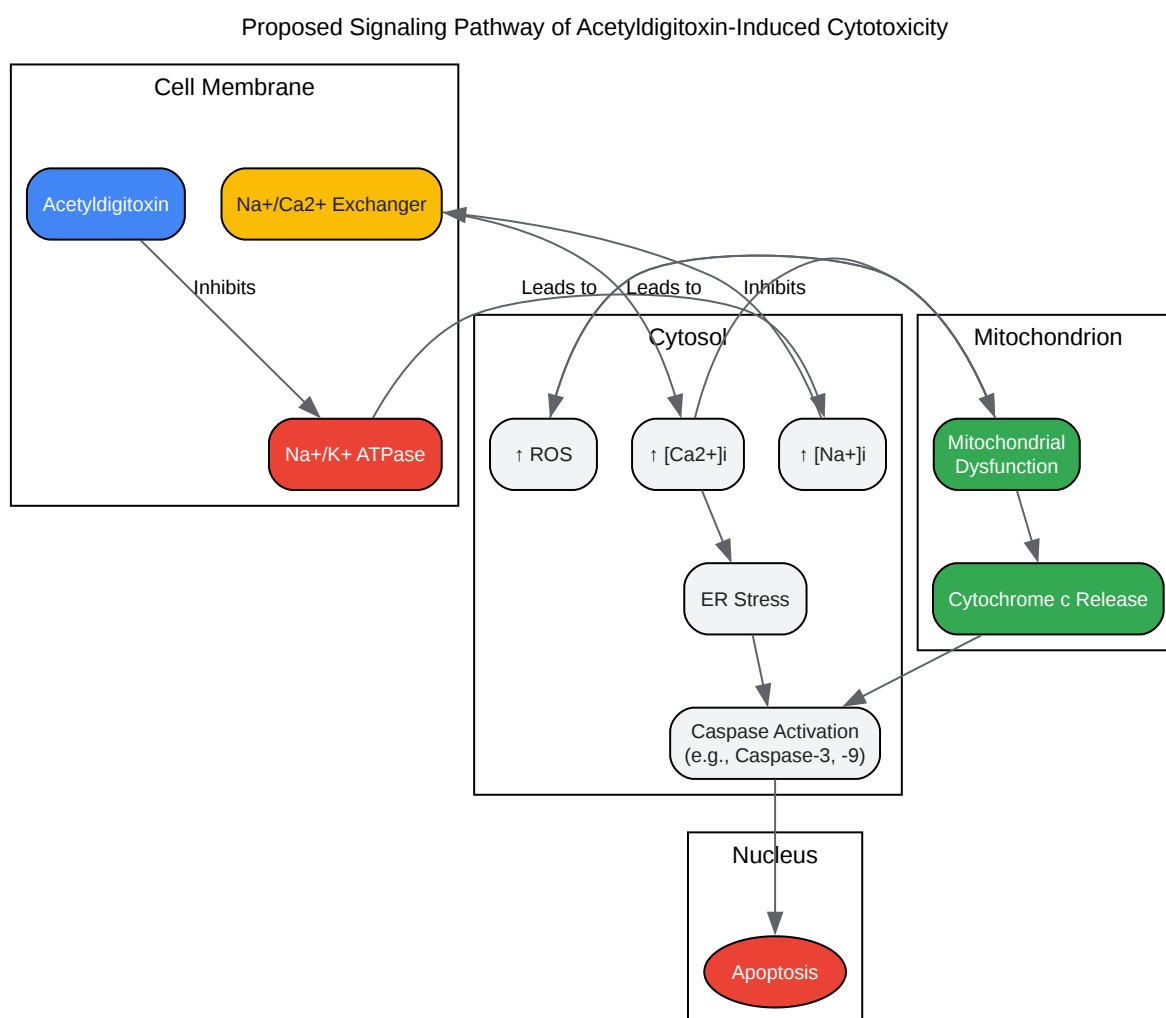 Proposed Signaling Pathway of Acetyldigitoxin-Induced Cytotoxicity
Cell Membrane
Acetyldigitoxin
Na+/Ca2+ Exchanger
Inhibits
Leads to
Leads to
Inhibits
Na+/K+ ATPase
Cytosol
↑ ROS
↑ [Ca2+]i
↑ [Na+]i
ER Stress
Caspase Activation
(e.g., Caspase-3, -9)
Mitochondrion
Mitochondrial
Dysfunction
Cytochrome c Release
Nucleus
Apoptosis